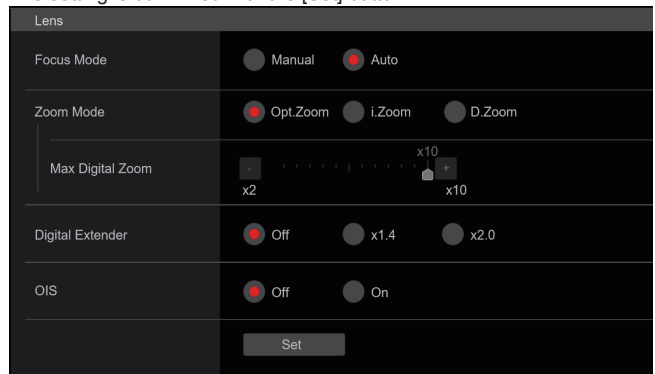 Lens
Focus Mode Manual Auto
Zoom Mode Opt.Zoom i.Zoom D.Zoom
x10
Max Digital Zoom - +
x2 x10
Digital Extender Off x1.4 x2.0
OIS Off On
Set